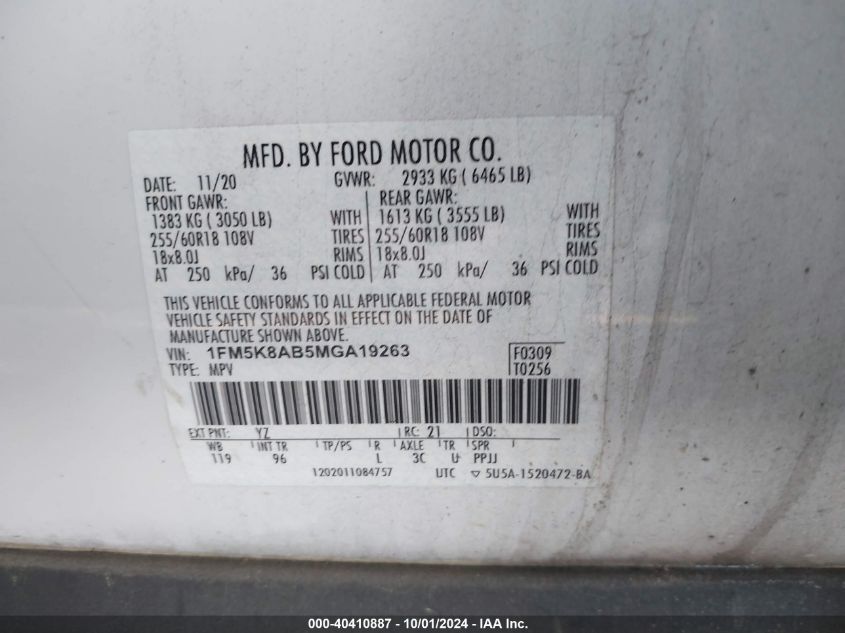 MFD. BY FORD MOTOR CO.
DATE: 11/20 GVWR: 2933 KG ( 6465 LB)
FRONT GAWR: REAR GAWR:
1383 KG ( 3050 LB) WITH 1613 KG ( 3555 LB) WITH
255/60R18 108V TIRES 255/60R18 108V TIRES
18x8.0J RIMS 18x8.0J RIMS
AT 250 kPa/ 36 PSI COLD AT 250 kPa/ 36 PSI COLD
THIS VEHICLE CONFORMS TO ALL APPLICABLE FEDERAL MOTOR
VEHICLE SAFETY STANDARDS IN EFFECT ON THE DATE OF
MANUFACTURE SHOWN ABOVE.
VIN: 1FM5K8AB5MGA19263 F0309
TYPE: MPV T0256
EXT PNT: YZ RC: 21 DSO:
WB INT TR TP/PS R AXLE TR SPR
119 96 L 3C U PPJJ
1202011084757 UTC ▽ 5U5A-1520472-BA
000-40410887 - 10/01/2024 - IAA Inc.